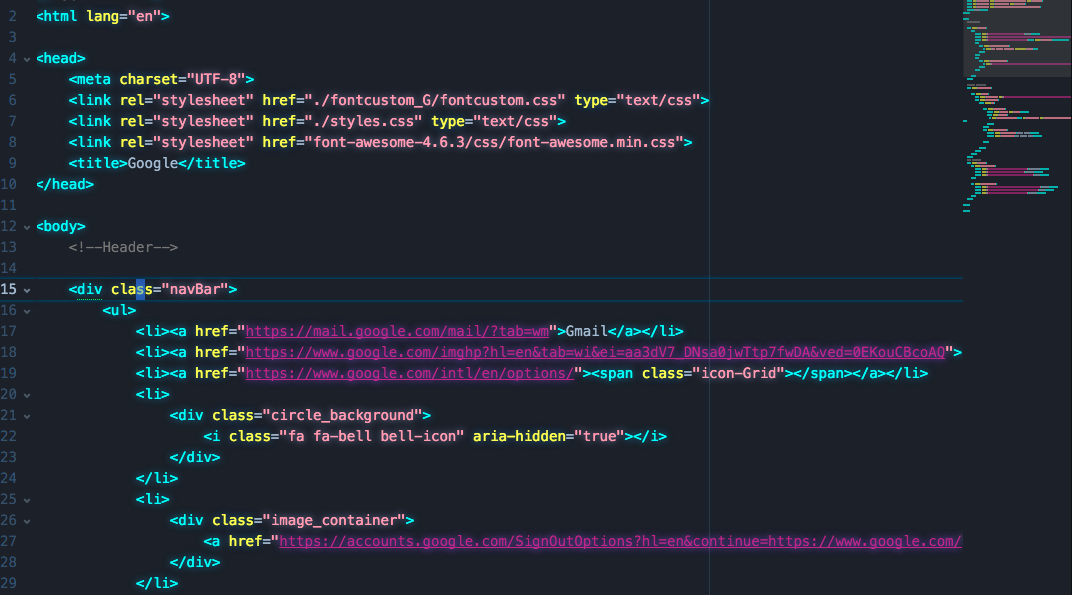 2 <html lang="en">
3
4 <head>
5 <meta charset="UTF-8">
6 <link rel="stylesheet" href="./fontcustom_G/fontcustom.css" type="text/css">
7 <link rel="stylesheet" href="./styles.css" type="text/css">
8 <link rel="stylesheet" href="font-awesome-4.6.3/css/font-awesome.min.css">
9 <title>Google</title>
10 </head>
11
12 <body>
13 <!--Header-->
14
15 <div class="navBar">
16 <ul>
17 <li><a href="https://mail.google.com/mail/?tab=wm">Gmail</a></li>
18 <li><a href="https://www.google.com/imghp?hl=en&tab=wi&ei=aa3dV7_DNsa0jwTtp7fwDA&ved=0EKouCBcoAQ">
19 <li><a href="https://www.google.com/intl/en/options/"><span class="icon-Grid"></span></a></li>
20 <li>
21 <div class="circle_background">
22 <i class="fa fa-bell bell-icon" aria-hidden="true"></i>
23 </div>
24 </li>
25 <li>
26 <div class="image_container">
27 <a href="https://accounts.google.com/SignOutOptions?hl=en&continue=https://www.google.com/
28 </div>
29 </li>